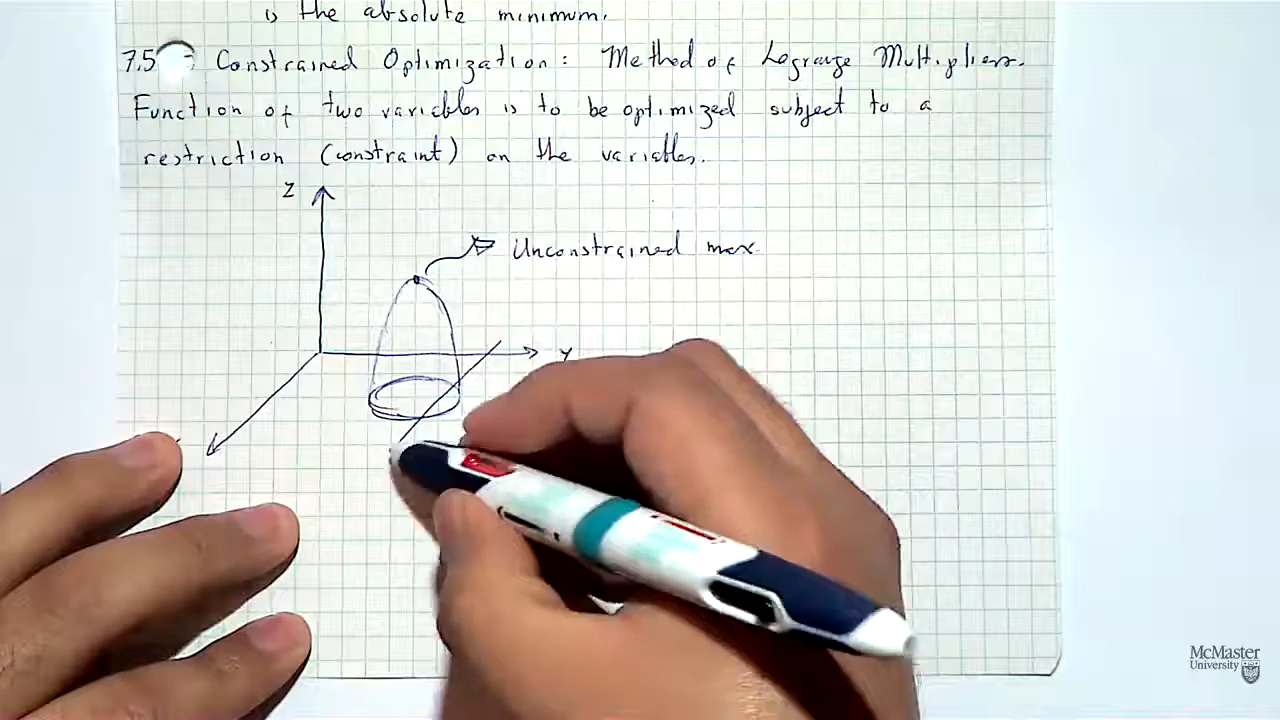 is the absolute minimum.
7.5 : Constrained Optimization: Method of Lagrange Multipliers.
Function of two variables is to be optimized subject to a
restriction (constraint) on the variables.
Z
Unconstrained max
y
McMaster
University